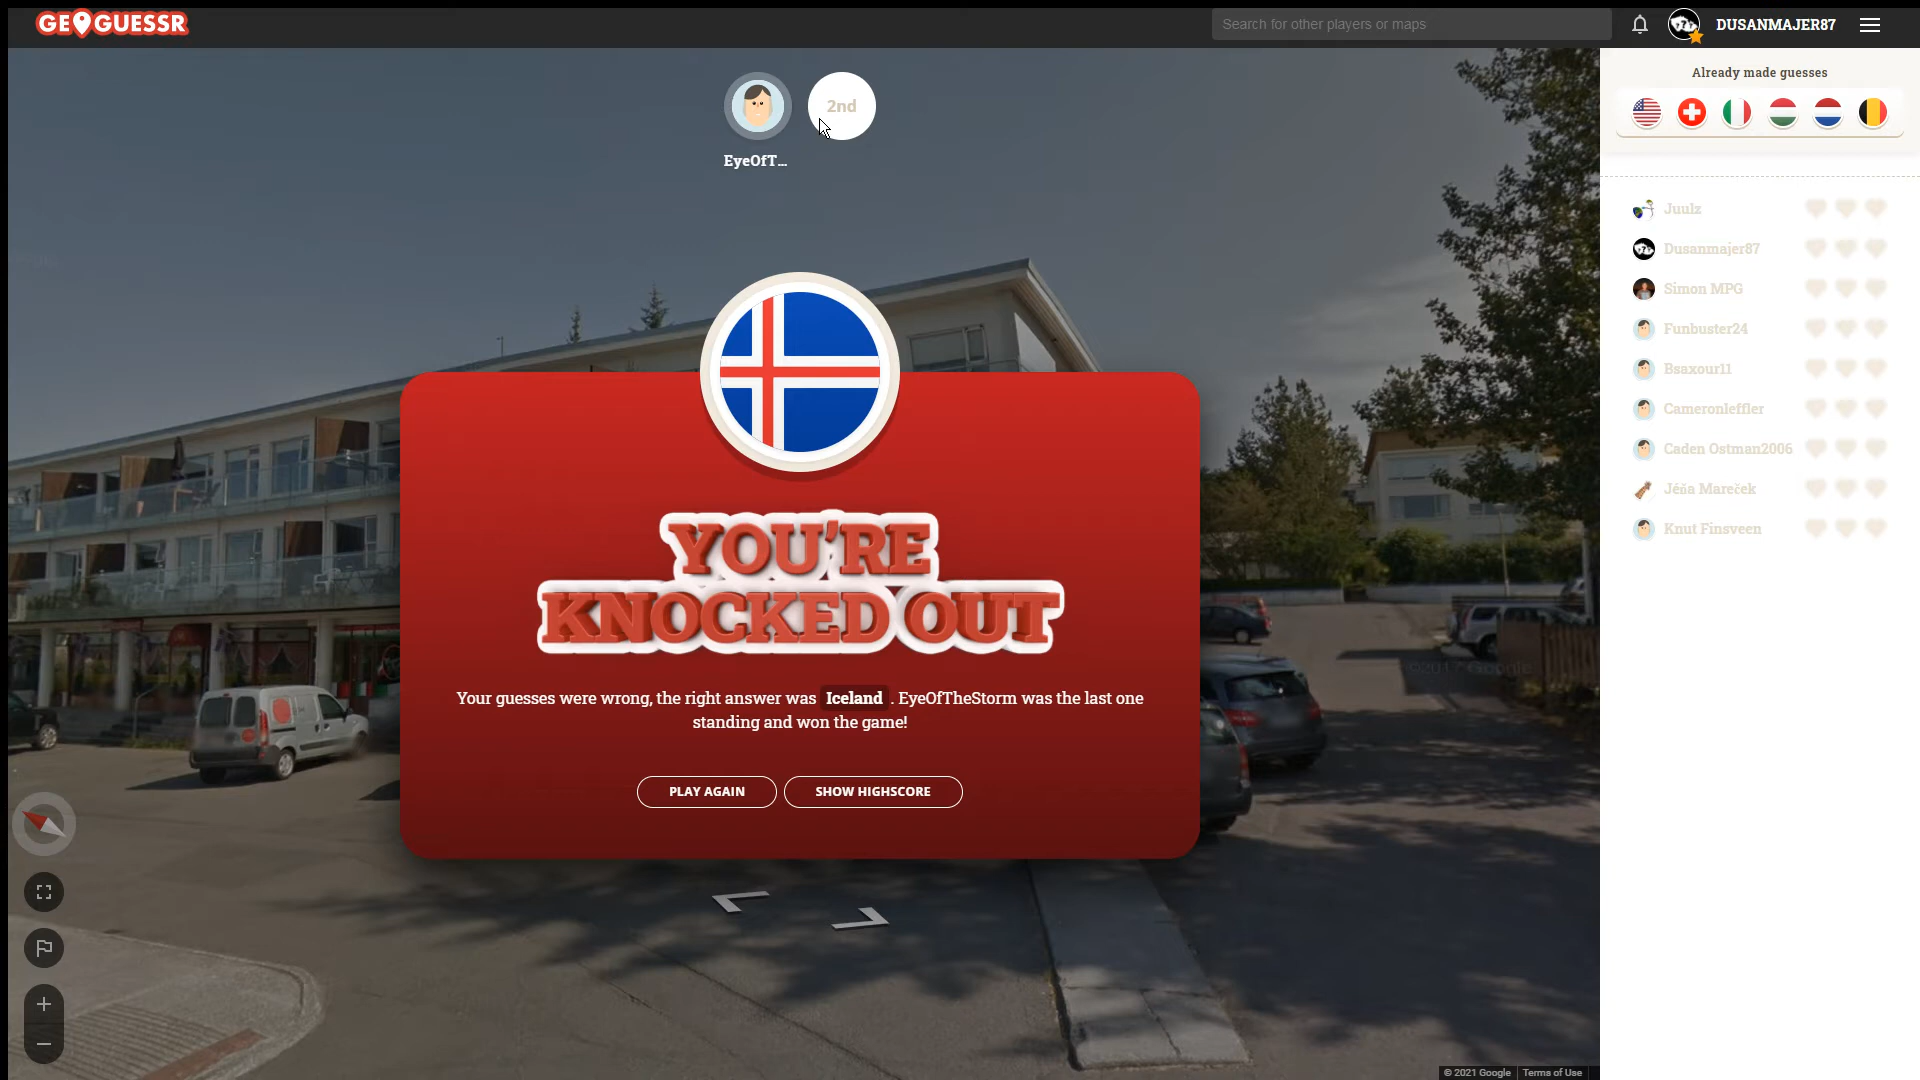 GEOGUESSR
Search for other players or maps
DUSANMAJER87
Already made guesses
2nd
EyeOfT...
Juulz
Dusanmajer87
Simon MPG
Funbuster24
Bsaxour11
Cameronleffler
Caden Ostman2006
Jéňa Mareček
Knut Finsveen
YOU'RE
KNOCKED OUT
Your guesses were wrong, the right answer was Iceland . EyeOfTheStorm was the last one
standing and won the game!
PLAY AGAIN
SHOW HIGHSCORE
©2017 Google
© 2021 Google
Terms of Use